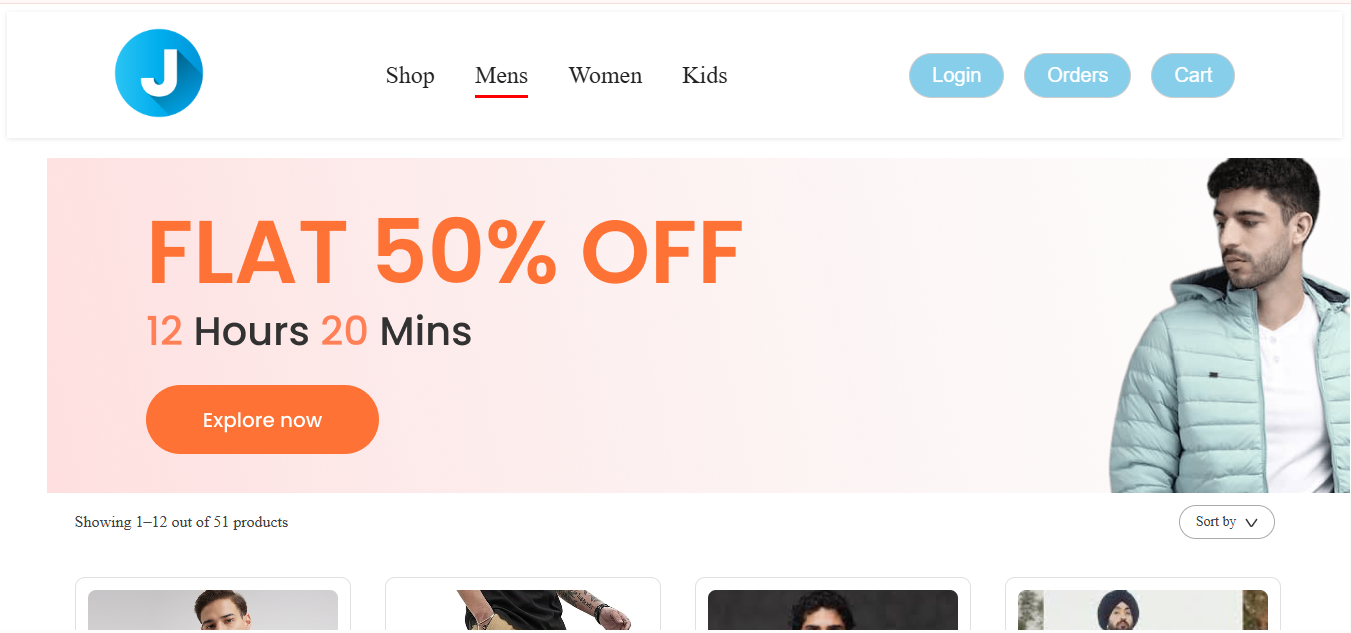 J
Shop Mens Women Kids Login Orders Cart
FLAT 50% OFF
12 Hours 20 Mins
Explore now
Showing 1–12 out of 51 products Sort by